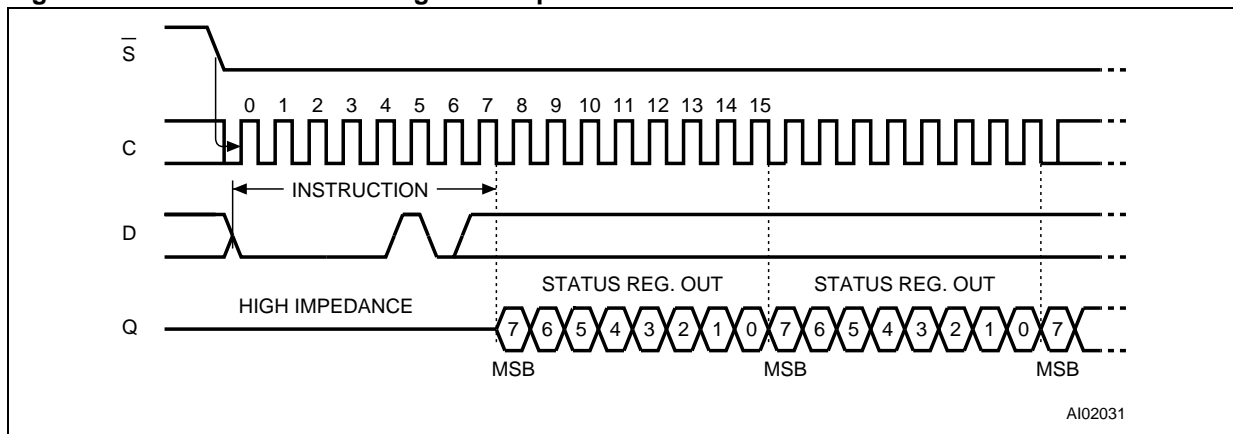 S
0 1 2 3 4 5 6 7 8 9 10 11 12 13 14 15
C
INSTRUCTION
D
STATUS REG. OUT STATUS REG. OUT
HIGH IMPEDANCE
Q 7 6 5 4 3 2 1 0 7 6 5 4 3 2 1 0 7
MSB MSB MSB
AI02031